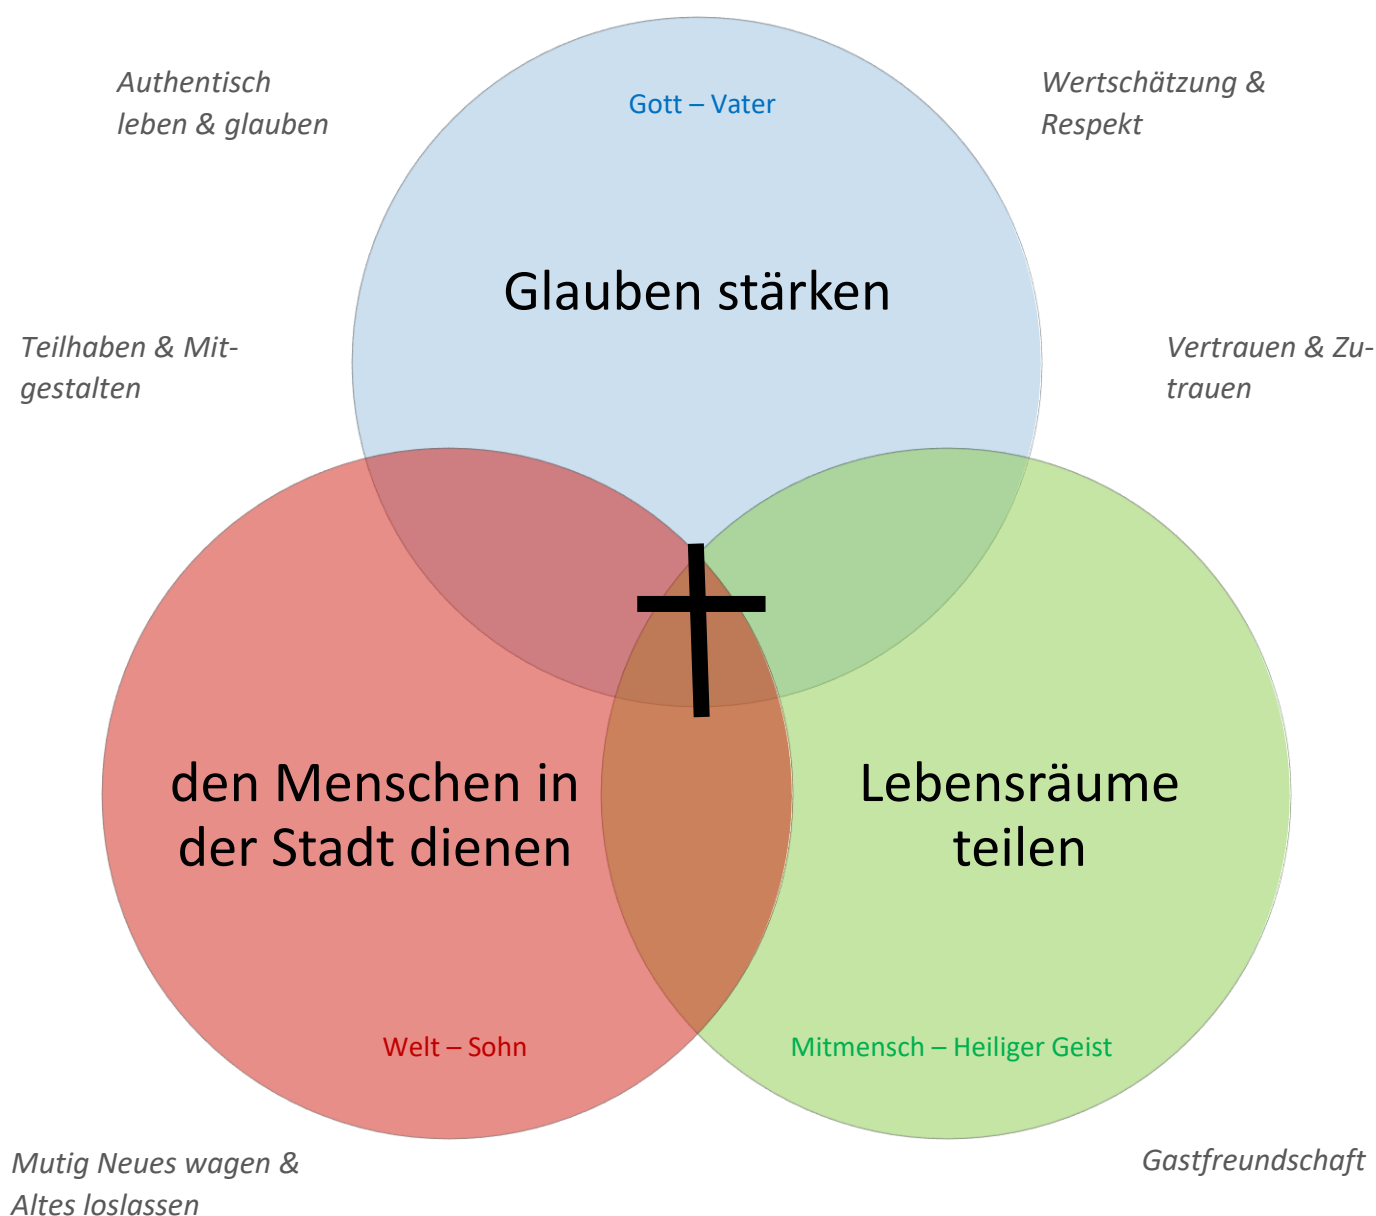 Authentisch
leben & glauben
Gott – Vater
Wertschätzung &
Respekt
Glauben stärken
Teilhaben & Mit-
gestalten
Vertrauen & Zu-
trauen
den Menschen in
der Stadt dienen
Lebensräume
teilen
Welt – Sohn
Mitmensch – Heiliger Geist
Mutig Neues wagen &
Altes loslassen
Gastfreundschaft